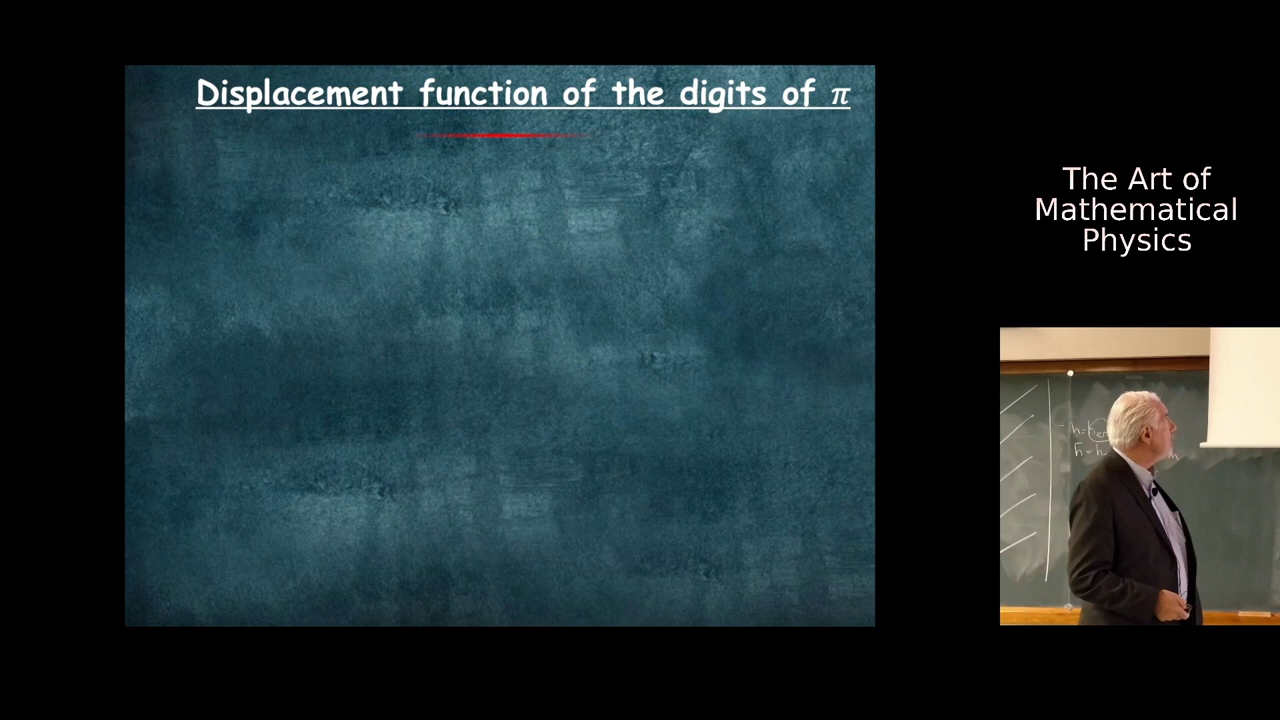 Displacement function of the digits of π
The Art of
Mathematical
Physics